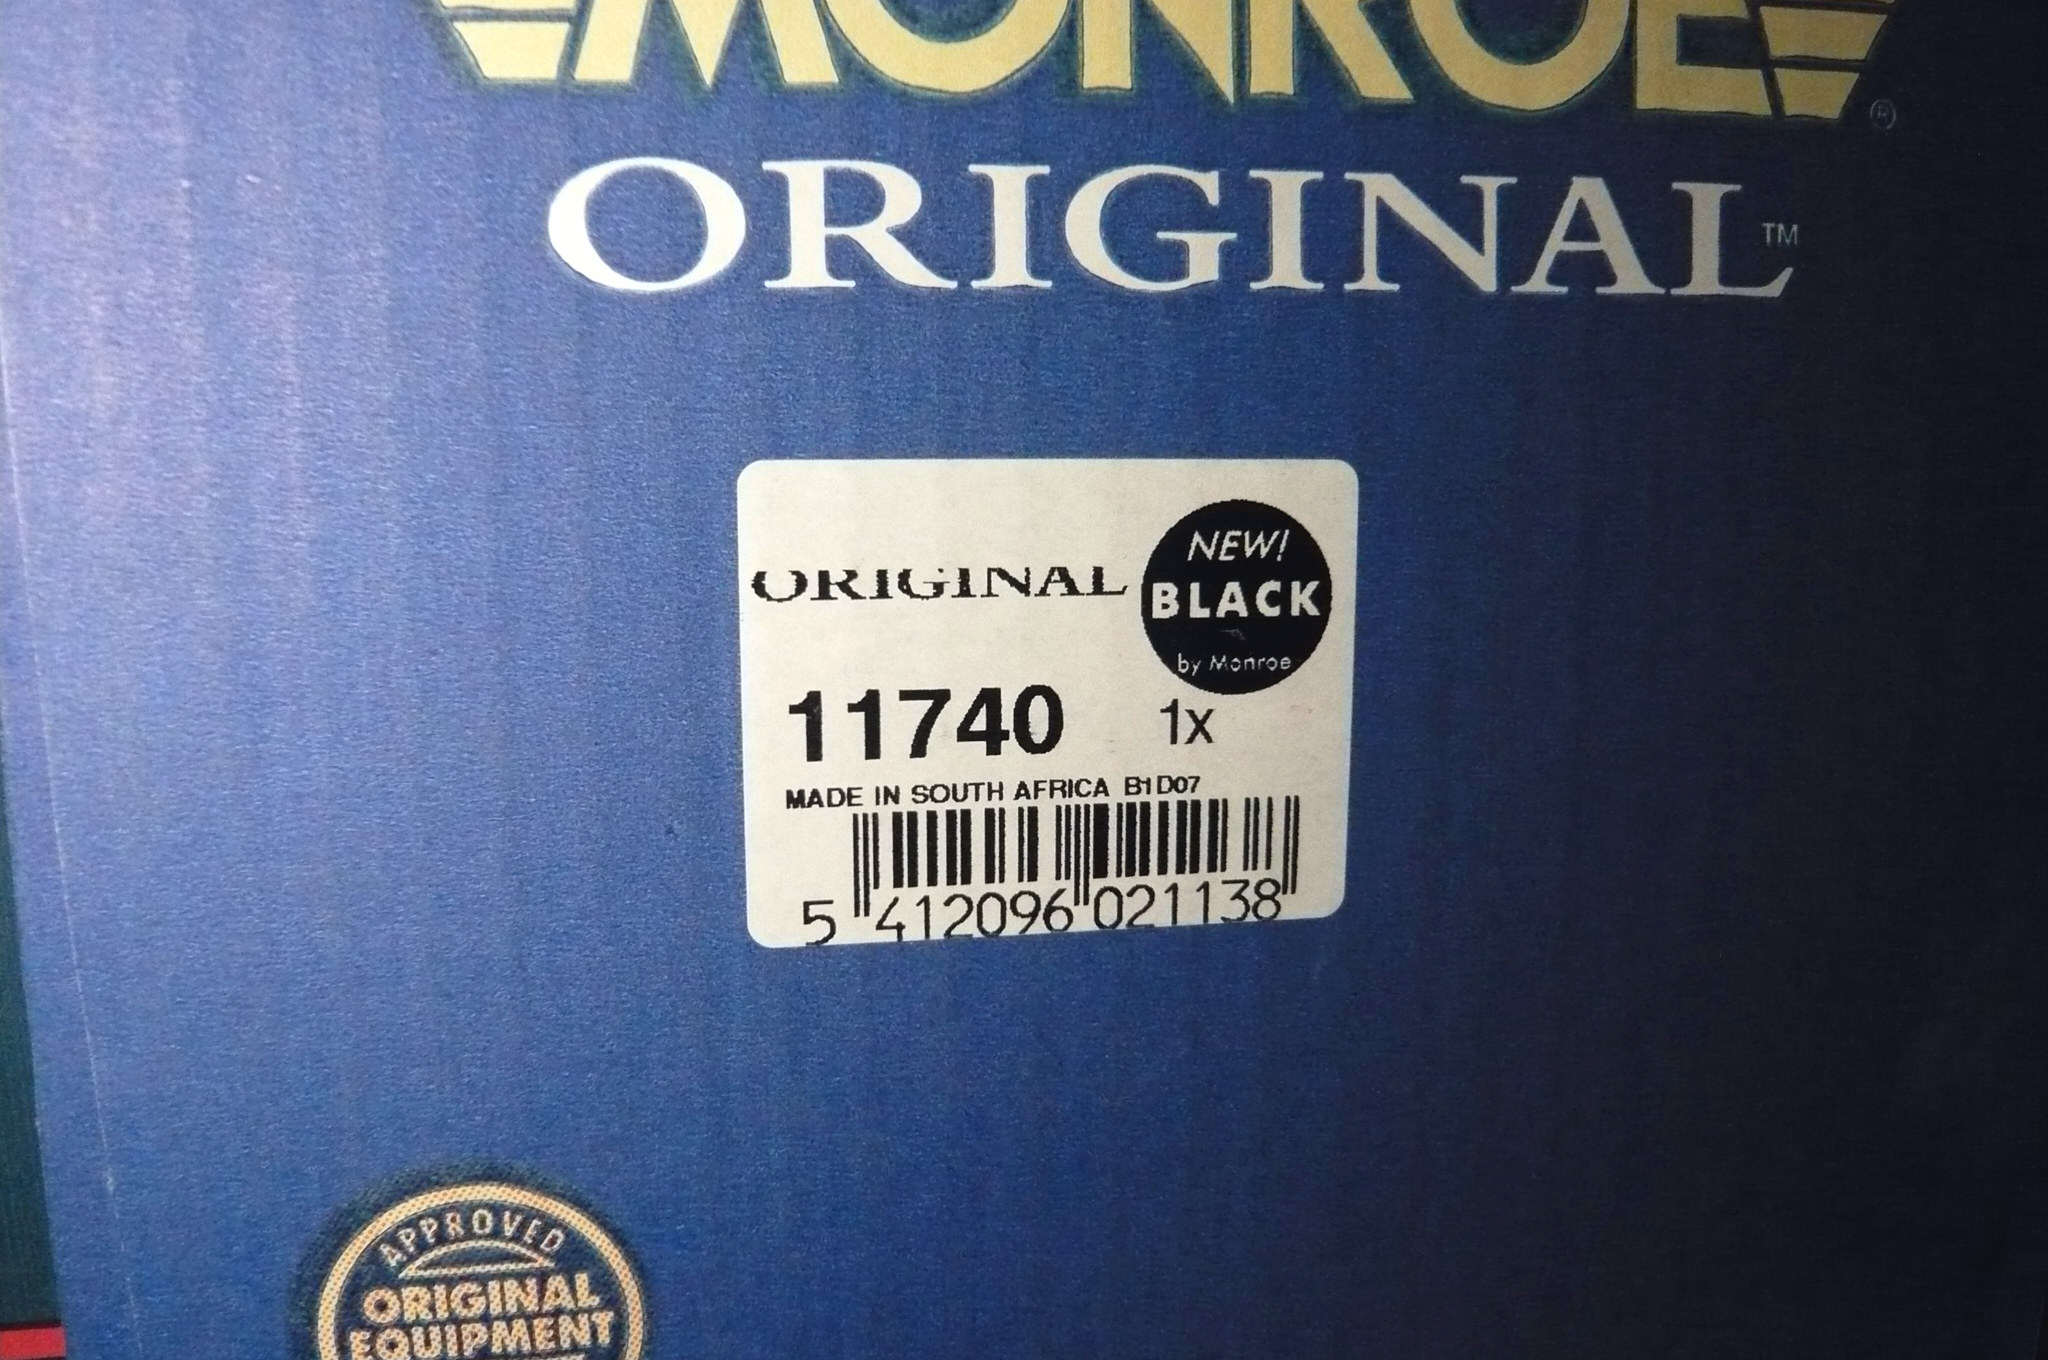 MONROE ®
ORIGINAL™
ORIGINAL
NEW!
BLACK
by Monroe
11740 1x
MADE IN SOUTH AFRICA B1D07
5 412096 021138
APPROVED
ORIGINAL
EQUIPMENT